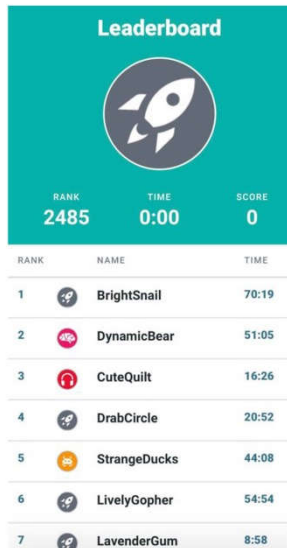 Leaderboard
RANK TIME SCORE
2485 0:00 0
RANK NAME TIME
1 BrightSnail 70:19
2 DynamicBear 51:05
3 CuteQuilt 16:26
4 DrabCircle 20:52
5 StrangeDucks 44:08
6 LivelyGopher 54:54
7 LavenderGum 8:58